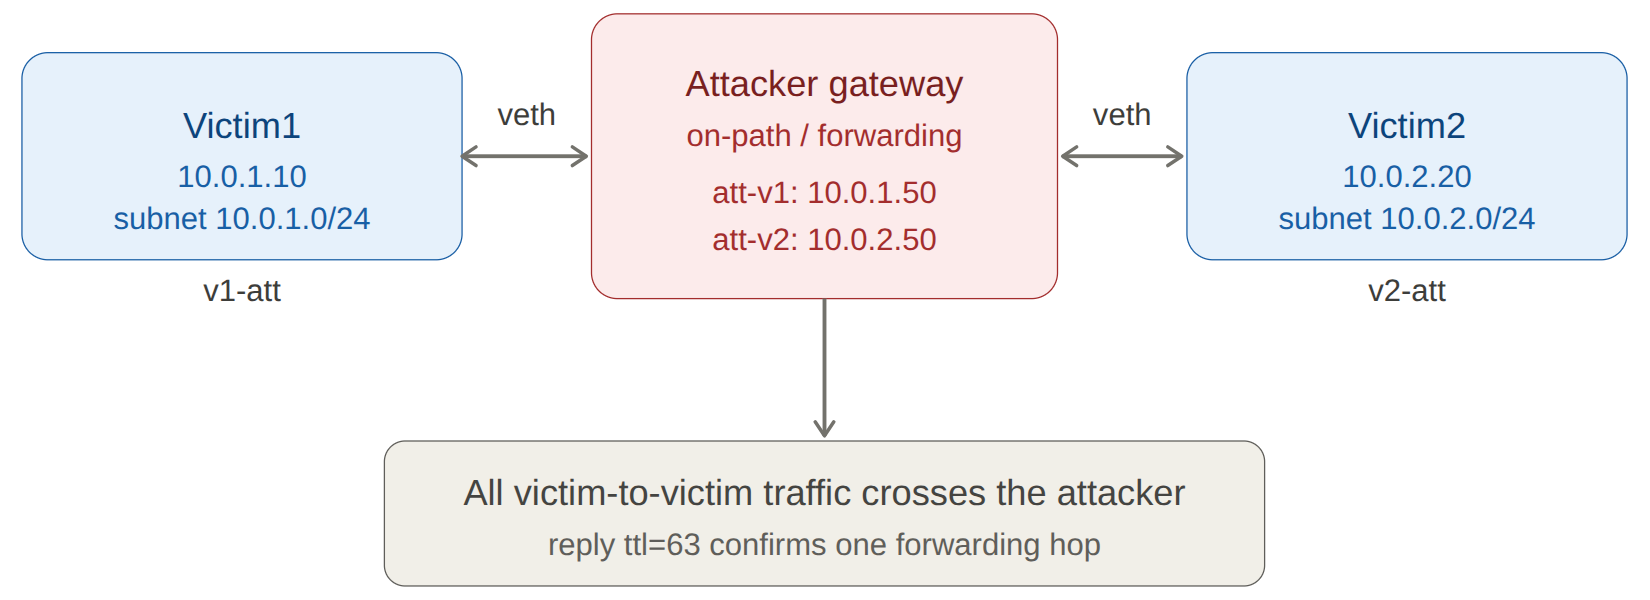 Victim1
10.0.1.10
subnet 10.0.1.0/24
v1-att
veth
Attacker gateway
on-path / forwarding
att-v1: 10.0.1.50
att-v2: 10.0.2.50
veth
Victim2
10.0.2.20
subnet 10.0.2.0/24
v2-att
All victim-to-victim traffic crosses the attacker
reply ttl=63 confirms one forwarding hop